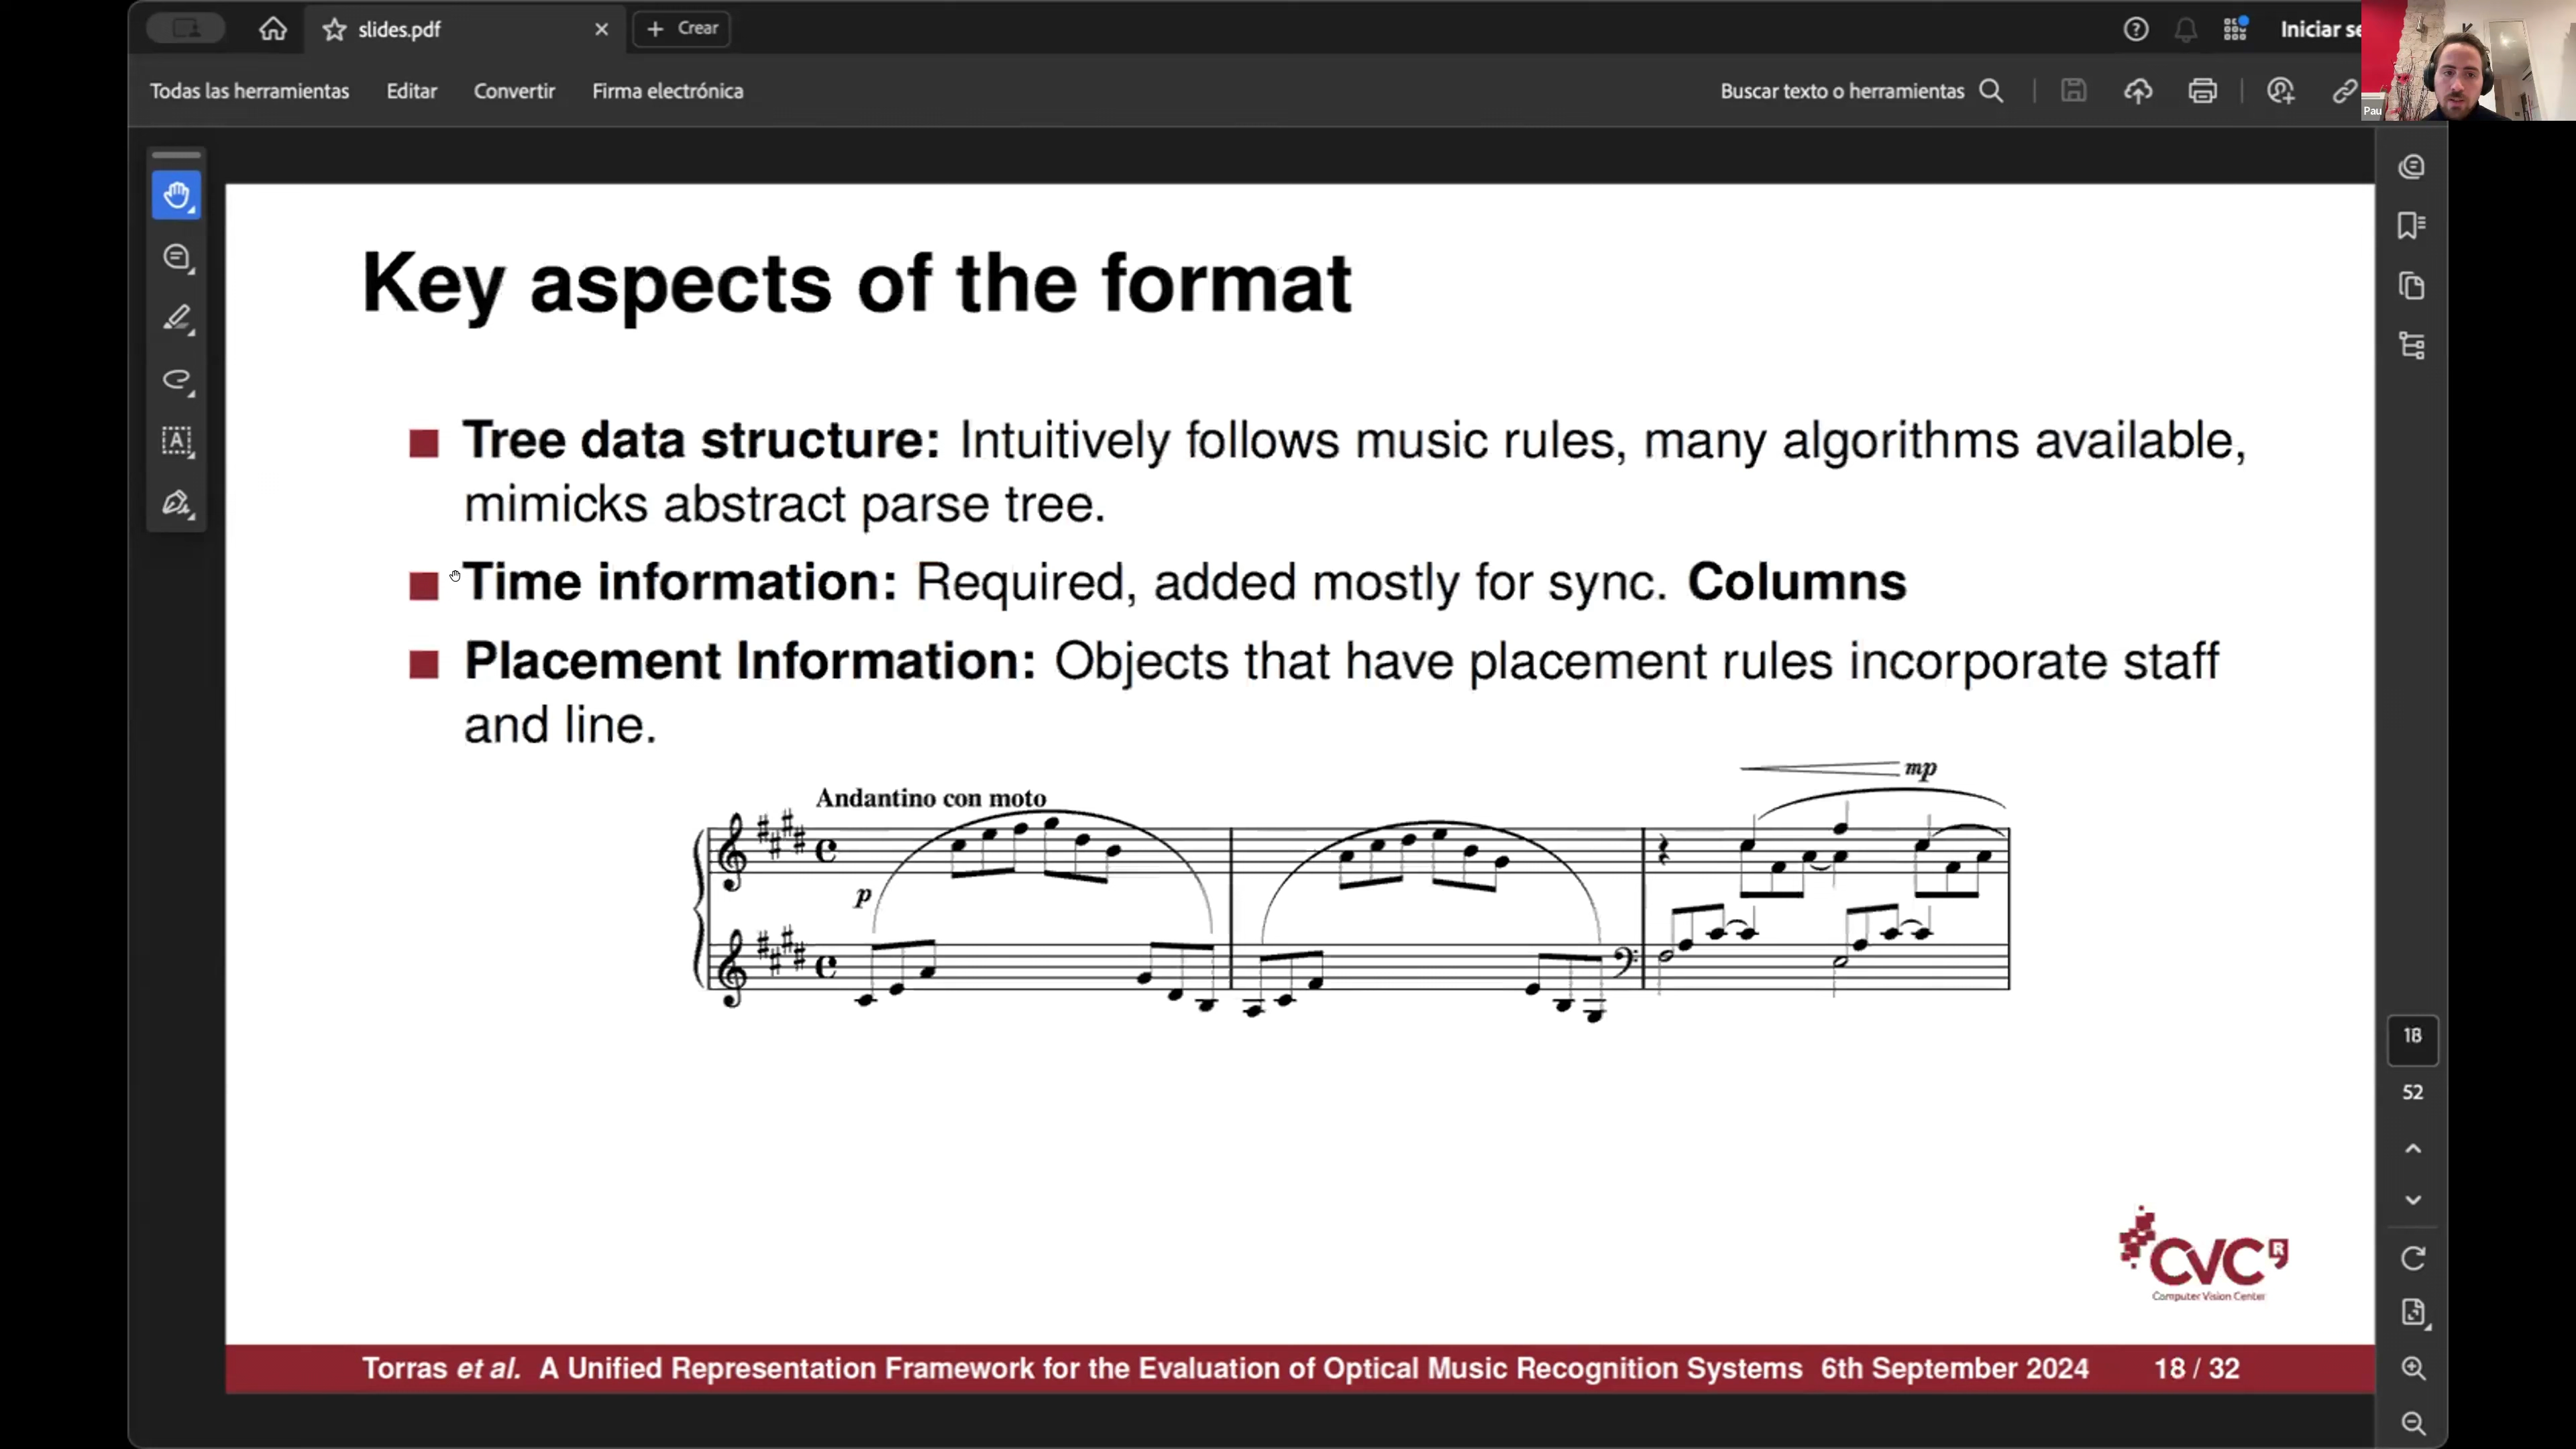 slides.pdf
Crear
Iniciar se
Todas las herramientas
Editar
Convertir
Firma electrónica
Buscar texto o herramientas
Pau
Key aspects of the format
Tree data structure: Intuitively follows music rules, many algorithms available,
mimicks abstract parse tree.
Time information: Required, added mostly for sync. Columns
Placement Information: Objects that have placement rules incorporate staff
and line.
mp
Andantino con moto
p
18
52
CVC
Computer Vision Center
Torras et al. A Unified Representation Framework for the Evaluation of Optical Music Recognition Systems 6th September 2024 18 / 32